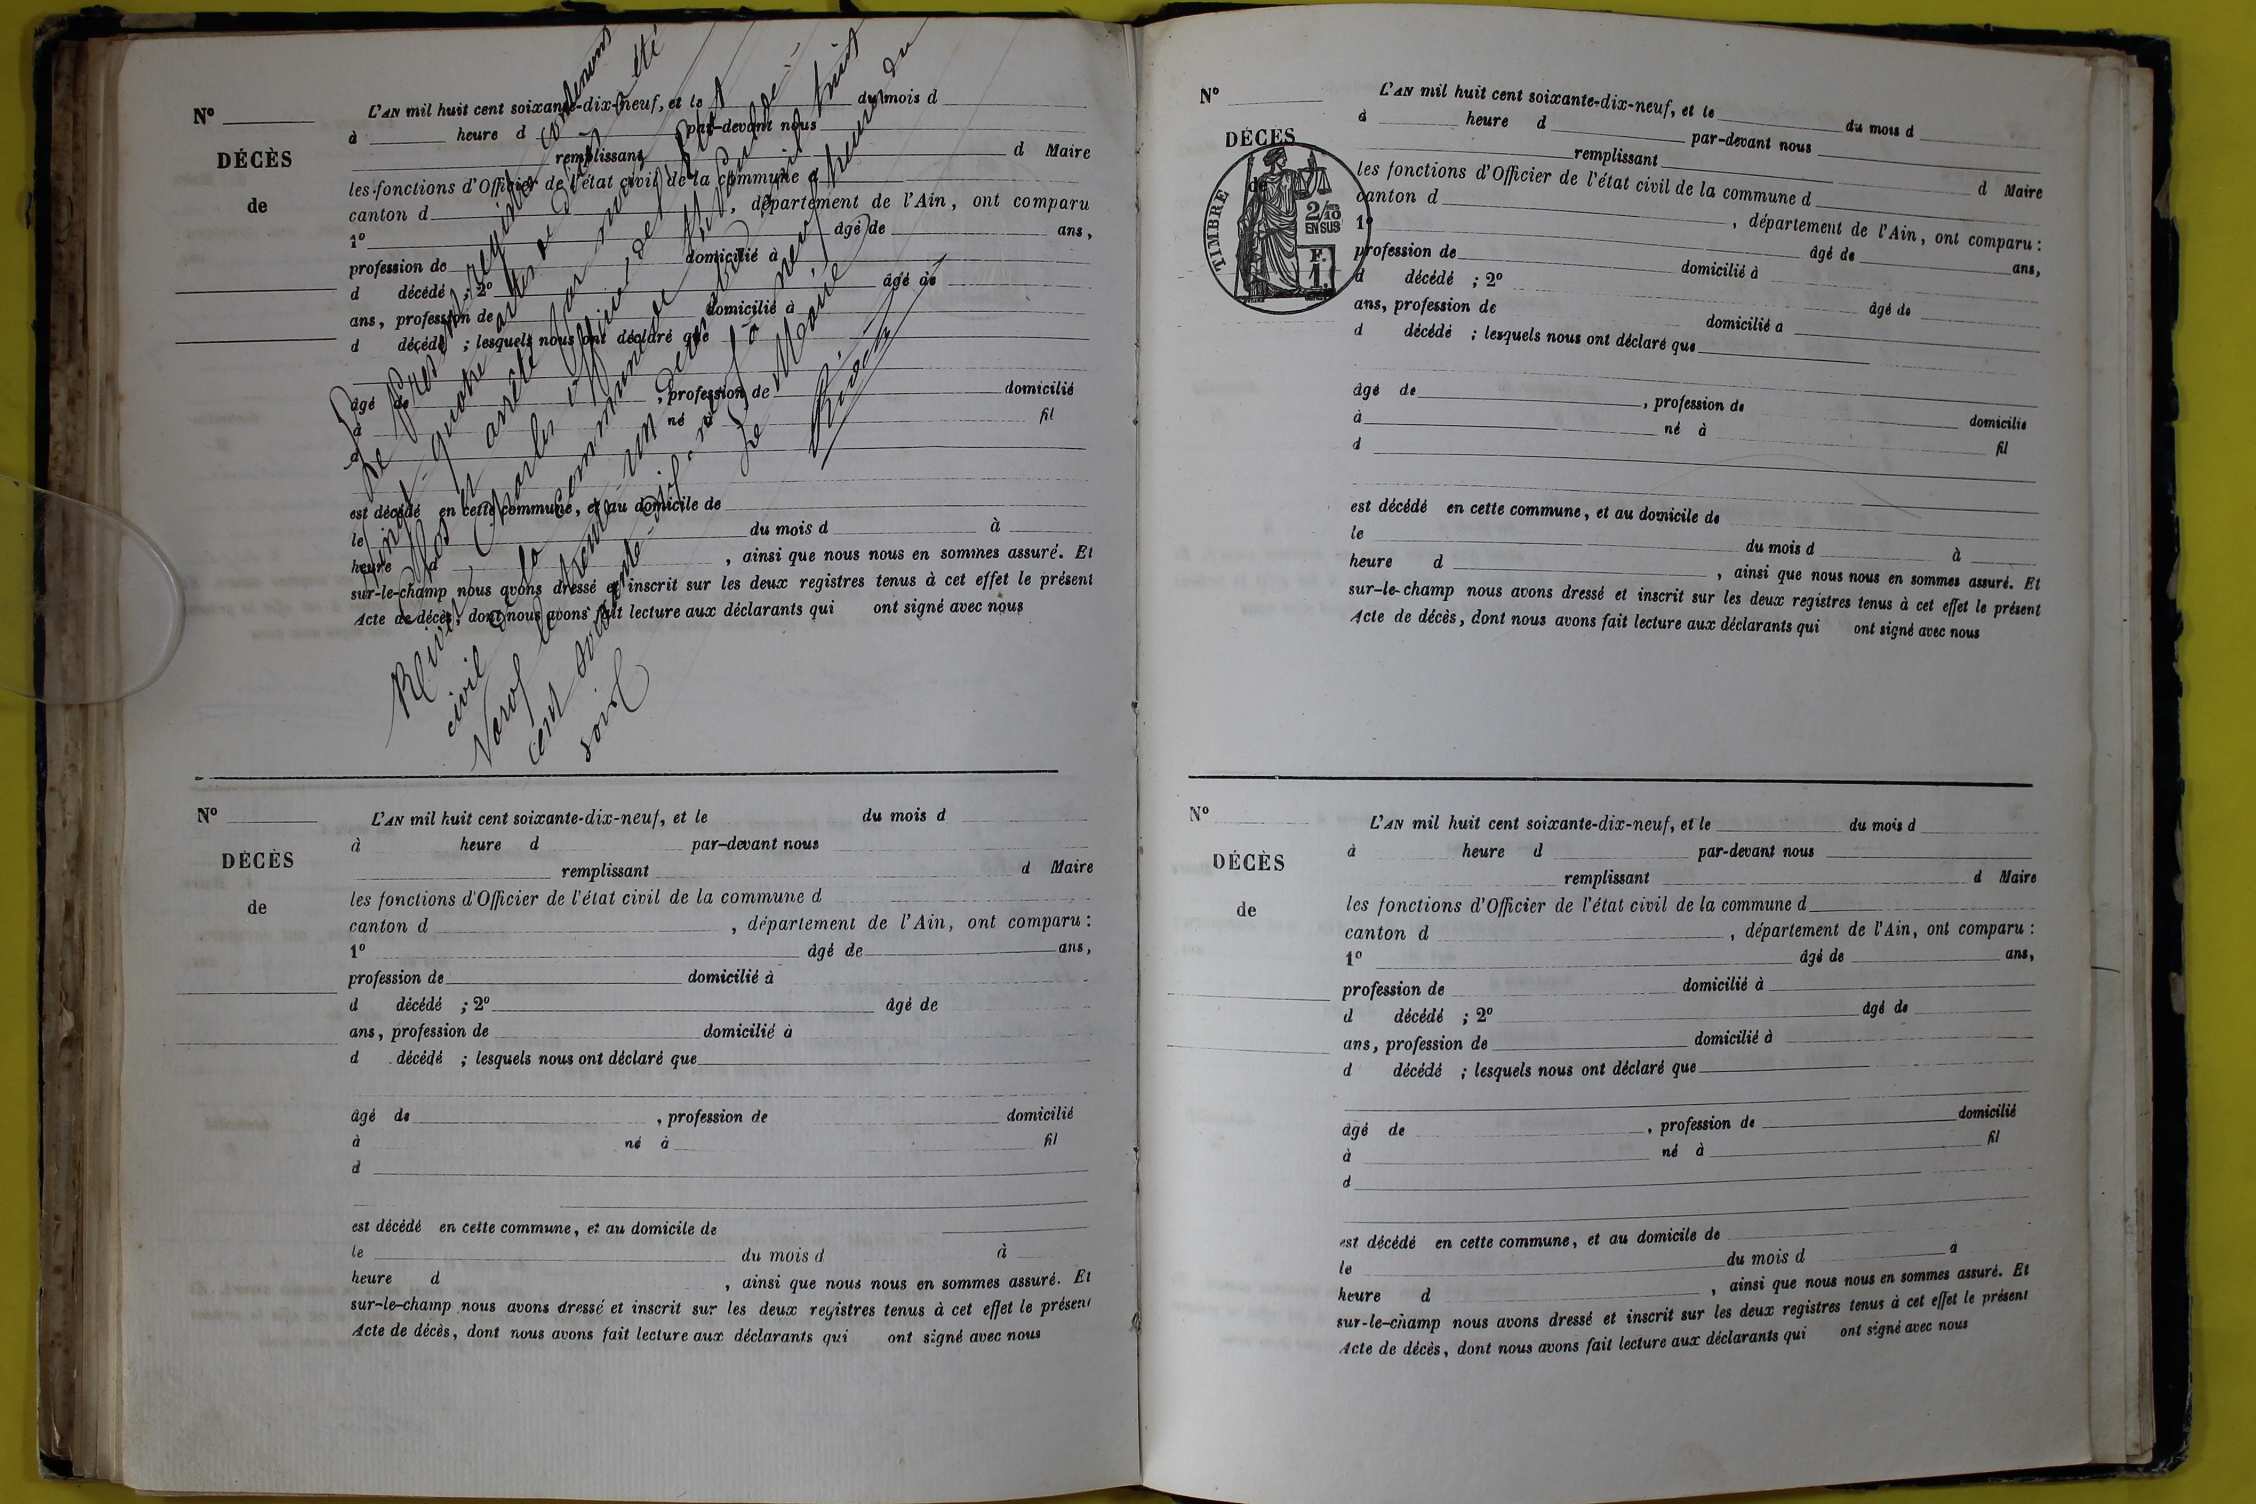 N° DÉCÈS de
L'AN mil huit cent soixante-dix-neuf, et le du mois d
à heure d par-devant nous
remplissant d Maire
les fonctions d'Officier de l'état civil de la commune d
canton d , département de l'Ain, ont comparu
1° âgé de ans,
profession de domicilié à
d décédé ; 2° âgé de
ans, profession de domicilié à
d décédé ; lesquels nous ont déclaré que
âgé de , profession de domicilié
à né à fil
d
est décédé en cette commune, et au domicile de
le du mois d à
heure d , ainsi que nous nous en sommes assuré. Et
sur-le-champ nous avons dressé et inscrit sur les deux registres tenus à cet effet le présent
Acte de décès, dont nous avons fait lecture aux déclarants qui ont signé avec nous
Le Présent registre contenant
vingt-quatre actes de décès a été
Clos et arrêté par nous
civil de la commune de
cent soixante-dix-neuf à neuf heures du
soir
Le Maire
N° DÉCÈS de
L'AN mil huit cent soixante-dix-neuf, et le du mois d
à heure d par-devant nous
remplissant d Maire
les fonctions d'Officier de l'état civil de la commune d
canton d , département de l'Ain, ont comparu :
1° âgé de ans,
profession de domicilié à
d décédé ; 2° âgé de
ans, profession de domicilié à
d décédé ; lesquels nous ont déclaré que
âgé de , profession de domicilié
à né à fil
d
est décédé en cette commune, et au domicile de
le du mois d à
heure d , ainsi que nous nous en sommes assuré. Et
sur-le-champ nous avons dressé et inscrit sur les deux registres tenus à cet effet le présent
Acte de décès, dont nous avons fait lecture aux déclarants qui ont signé avec nous
N° DÉCÈS de
TIMBRE
2/10 EN SUS
F. 1.
L'AN mil huit cent soixante-dix-neuf, et le du mois d
à heure d par-devant nous
remplissant d Maire
les fonctions d'Officier de l'état civil de la commune d
canton d , département de l'Ain, ont comparu :
1° âgé de ans,
profession de domicilié à
d décédé ; 2° âgé de
ans, profession de domicilié a
d décédé ; lesquels nous ont déclaré que
âgé de , profession de domicilié
à né à fil
d
est décédé en cette commune, et au domicile de
le du mois d à
heure d , ainsi que nous nous en sommes assuré. Et
sur-le-champ nous avons dressé et inscrit sur les deux registres tenus à cet effet le présent
Acte de décès, dont nous avons fait lecture aux déclarants qui ont signé avec nous
N° DÉCÈS de
L'AN mil huit cent soixante-dix-neuf, et le du mois d
à heure d par-devant nous
remplissant d Maire
les fonctions d'Officier de l'état civil de la commune d
canton d , département de l'Ain, ont comparu :
1° âgé de ans,
profession de domicilié à
d décédé ; 2° âgé de
ans, profession de domicilié à
d décédé ; lesquels nous ont déclaré que
âgé de , profession de domicilié
à né à fil
d
est décédé en cette commune, et au domicile de
le du mois d à
heure d , ainsi que nous nous en sommes assuré. Et
sur-le-champ nous avons dressé et inscrit sur les deux registres tenus à cet effet le présent
Acte de décès, dont nous avons fait lecture aux déclarants qui ont signé avec nous